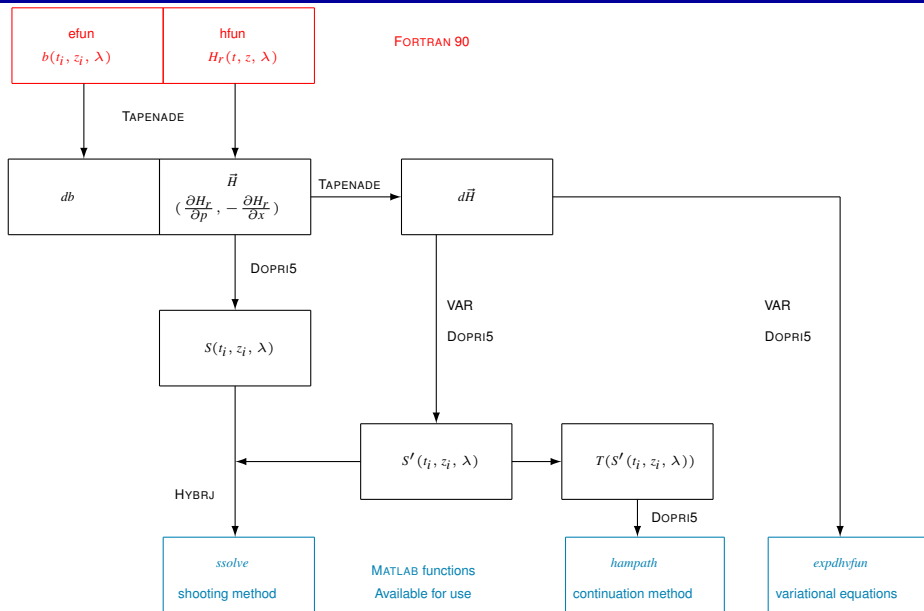 efun
hfun
FORTRAN 90
b(t_i, z_i, λ)
H_r(t, z, λ)
TAPENADE
db
\vec{H}
(∂H_r/∂p, −∂H_r/∂x)
TAPENADE
d\vec{H}
DOPRI5
VAR
DOPRI5
VAR
DOPRI5
S(t_i, z_i, λ)
S′(t_i, z_i, λ)
T(S′(t_i, z_i, λ))
HYBRJ
DOPRI5
ssolve
shooting method
MATLAB functions
Available for use
hampath
continuation method
expdhvfun
variational equations